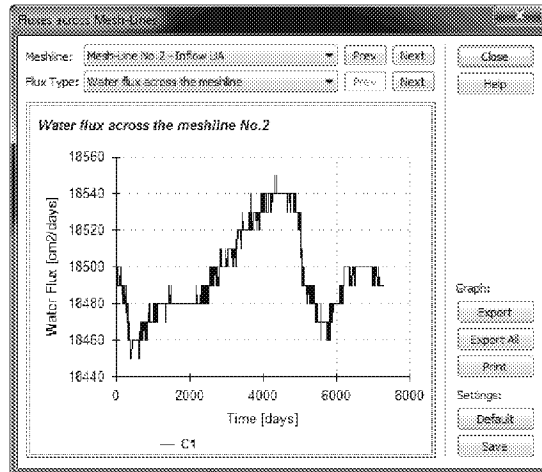 Fluxes across Mesh-Lines
Meshline: Mesh-Line No. 2 - Inflow UA Prev Next Close
Flux Type: Water flux across the meshline Prev Next Help
Water flux across the meshline No.2
18560
18540
18520
18500
18480
18460
18440
Water Flux [cm2/days]
0 2000 4000 6000 8000
Time [days]
C1
Graph:
Export
Export All
Print
Settings:
Default
Save